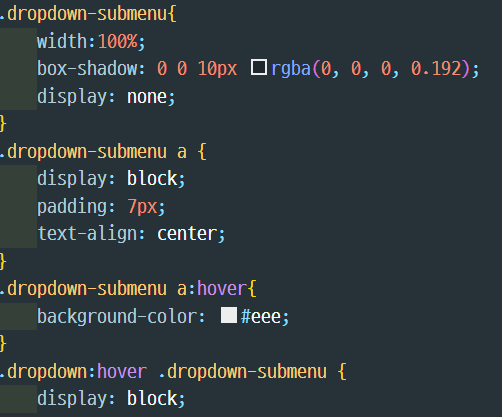 .dropdown-submenu{
    width:100%;
    box-shadow: 0 0 10px rgba(0, 0, 0, 0.192);
    display: none;
}
.dropdown-submenu a {
    display: block;
    padding: 7px;
    text-align: center;
}
.dropdown-submenu a:hover{
    background-color: #eee;
}
.dropdown:hover .dropdown-submenu {
    display: block;